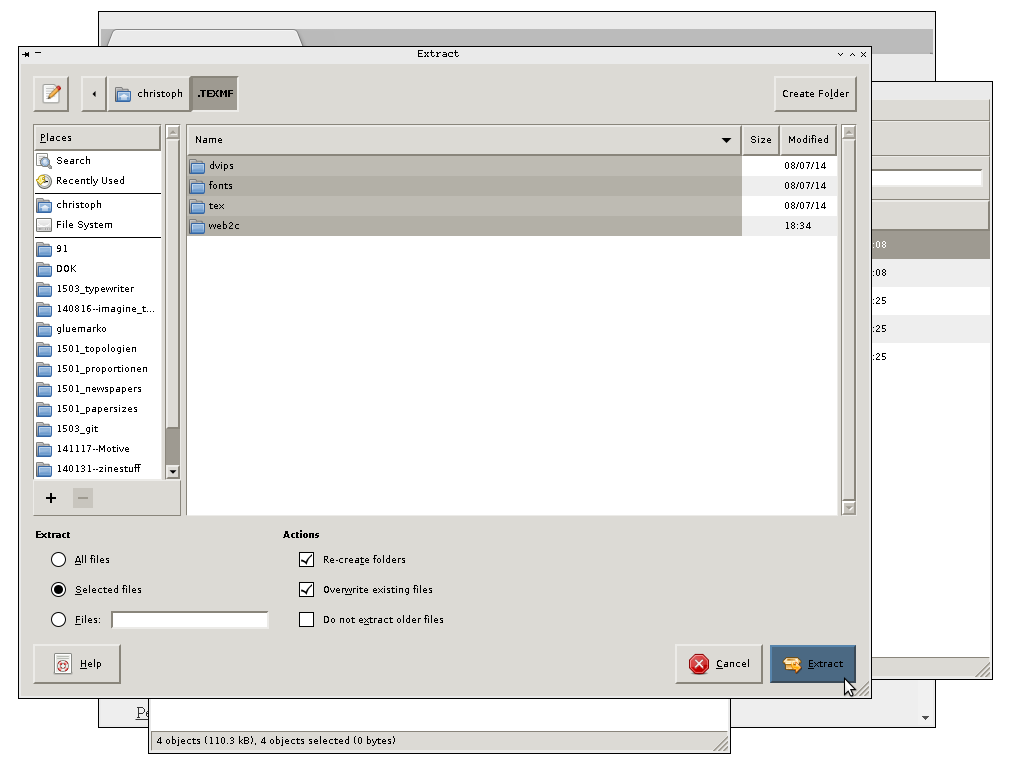 Extract
christoph
.TEXMF
Create Folder
Places
Search
Recently Used
christoph
File System
91
DOK
1503_typewriter
140816--imagine_t...
gluemarko
1501_topologien
1501_proportionen
1501_newspapers
1501_papersizes
1503_git
141117--Motive
140131--zinestuff
Name Size Modified
dvips 08/07/14
fonts 08/07/14
tex 08/07/14
web2c 18:34
:08
:08
:25
:25
:25
Extract
All files
Selected files
Files:
Actions
Re-create folders
Overwrite existing files
Do not extract older files
Help
Cancel
Extract
4 objects (110.3 kB), 4 objects selected (0 bytes)